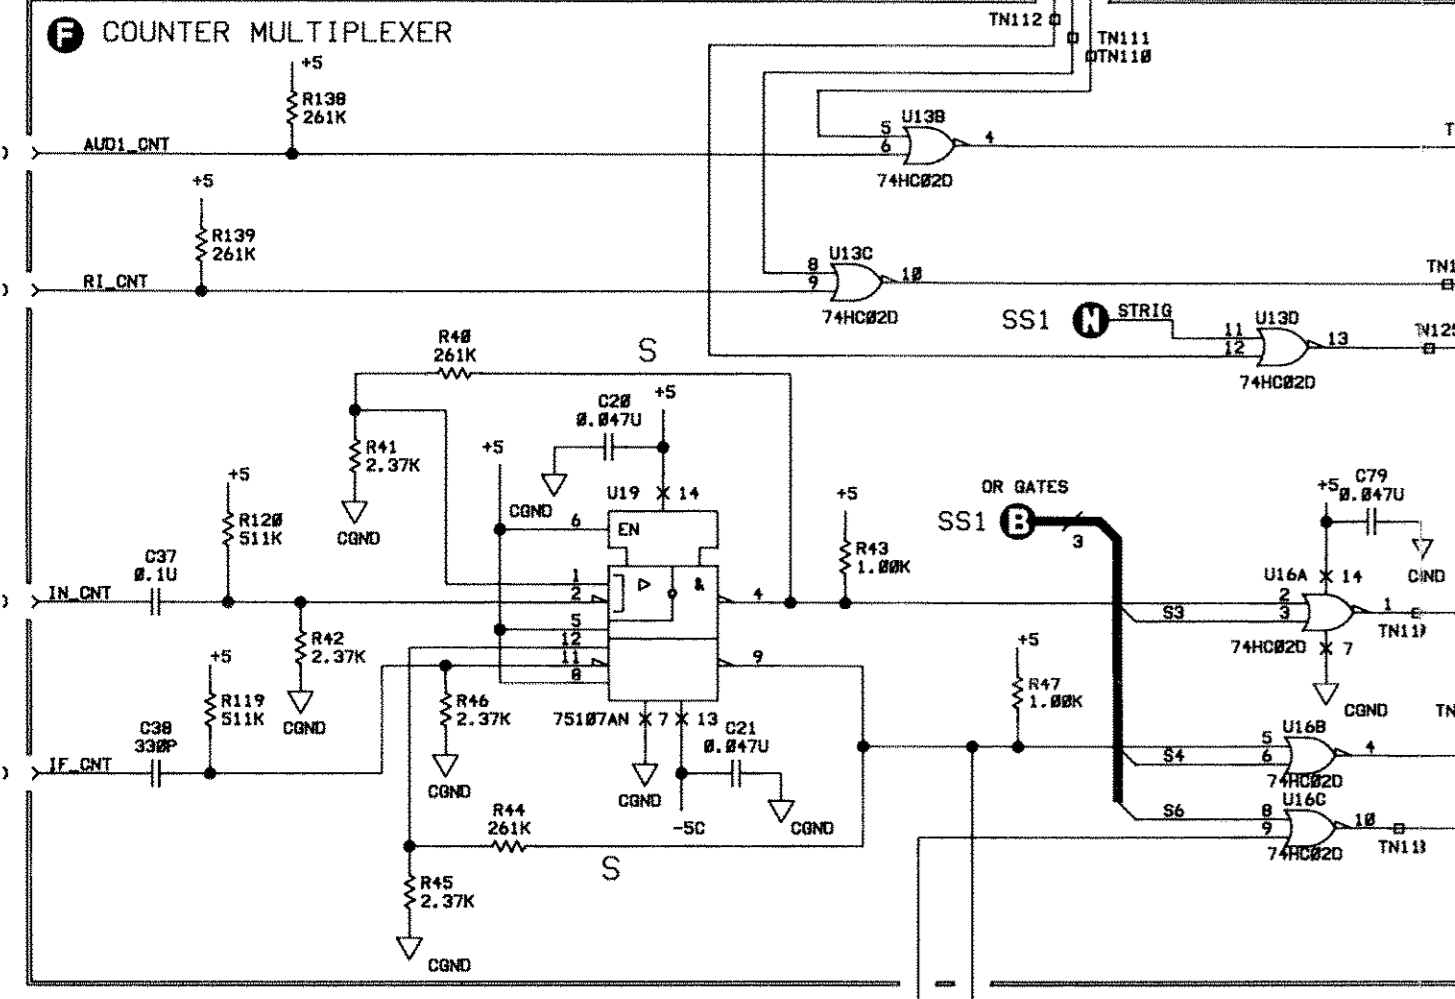 F COUNTER MULTIPLEXER
TN112
TN111
TN110
+5
R138
261K
AUD1_CNT
U13B
5
6
4
74HC02D
+5
R139
261K
RI_CNT
U13C
8
9
10
74HC02D
SS1 N STRIG
U13D
11
12
13
74HC02D
R40
261K
S
C20
0.047U
+5
R41
2.37K
CGND
+5
CGND
U19
14
6
EN
+5
R120
511K
C37
0.1U
IN_CNT
1
2
&
4
5
12
11
8
9
R42
2.37K
CGND
+5
R43
1.00K
OR GATES
SS1 B
3
+5
C79
0.047U
U16A
14
2
3
1
S3
74HC02D
7
CGND
+5
R119
511K
C38
330P
IF_CNT
R46
2.37K
CGND
75107AN
7
13
C21
0.047U
CGND
-5C
CGND
+5
R47
1.00K
U16B
5
6
4
S4
74HC02D
U16C
S6
8
9
10
74HC02D
R44
261K
S
R45
2.37K
CGND